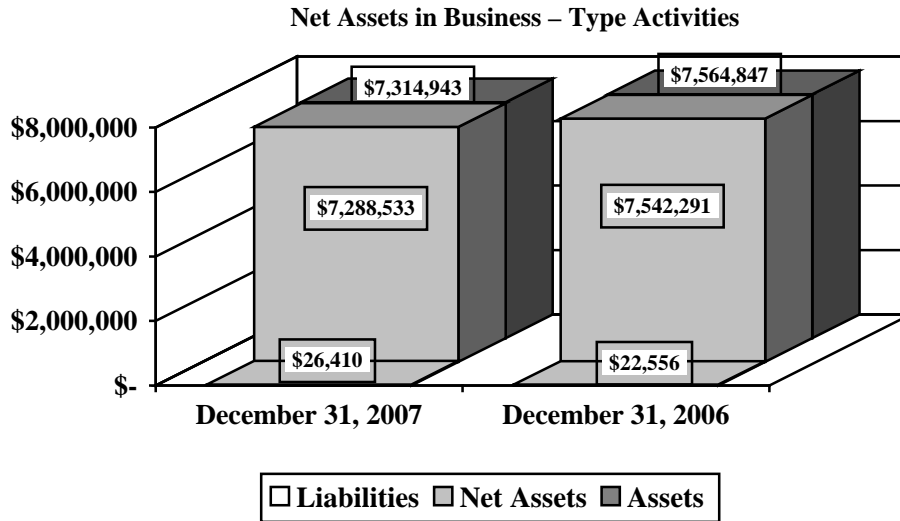 Net Assets in Business – Type Activities
$7,314,943
$7,564,847
$8,000,000
$6,000,000
$7,288,533
$7,542,291
$4,000,000
$2,000,000
$26,410
$22,556
$-
December 31, 2007
December 31, 2006
Liabilities Net Assets Assets